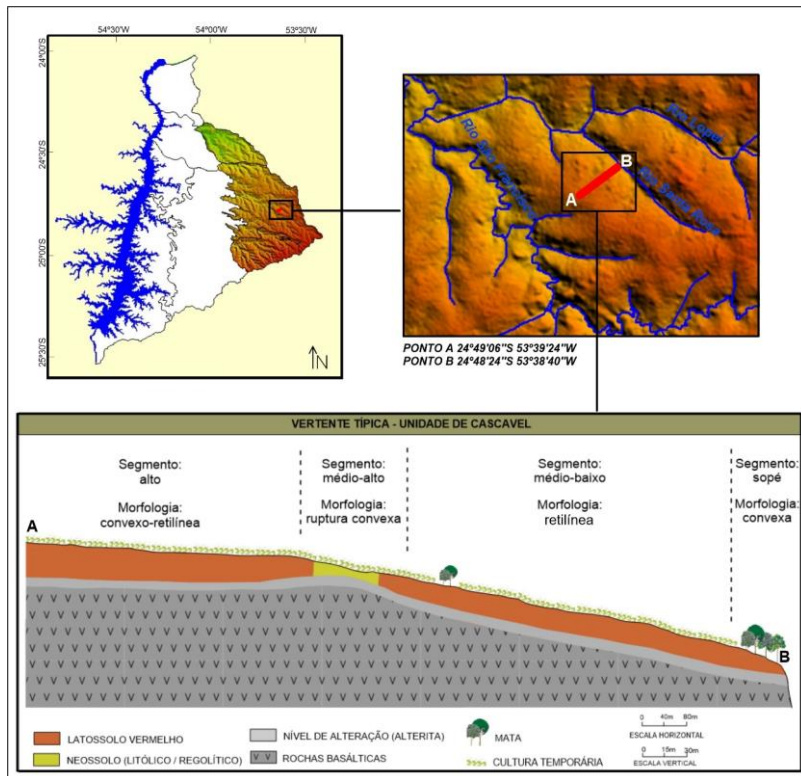 54°30'W 54°00'W 53°30'W
24°00'S
24°30'S
25°00'S
25°30'S
N
Rio Lopeí
A
B
PONTO A 24°49'06"S 53°39'24"W
PONTO B 24°48'24"S 53°38'40"W
VERTENTE TÍPICA - UNIDADE DE CASCAVEL
Segmento:
alto
Morfologia:
convexo-retilínea
Segmento:
médio-alto
Morfologia:
ruptura convexa
Segmento:
médio-baixo
Morfologia:
retilínea
Segmento:
sopé
Morfologia:
convexa
A
B
LATOSSOLO VERMELHO
NEOSSOLO (LITÓLICO / REGOLÍTICO)
NÍVEL DE ALTERAÇÃO (ALTERITA)
ROCHAS BASÁLTICAS
MATA
CULTURA TEMPORÁRIA
0 40m 80m
ESCALA HORIZONTAL
0 15m 30m
ESCALA VERTICAL